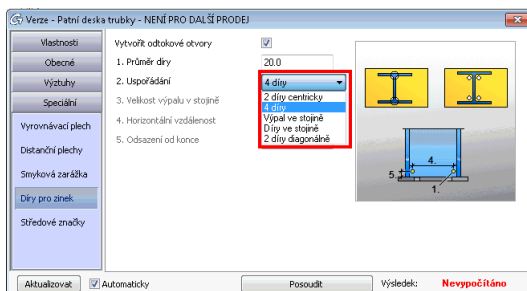 Verze - Patní deska trubky - NENÍ PRO DALŠÍ PRODEJ
Vlastnosti
Obecné
Výztuhy
Speciální
Vyrovnávací plech
Distanční plechy
Smyková zarážka
Díry pro zinek
Středové značky
Vytvořit odtokové otvory
1. Průměr díry
20.0
2. Uspořádání
4 díry
3. Velikost výpalu v stojině
4. Horizontální vzdálenost
5. Odsazení od konce
2 díry centricky
4 díry
Výpal ve stojině
Díry ve stojině
2 díry diagonálně
4.
5.
1.
Aktualizovat
Automaticky
Posoudit
Výsledek:
Nevypočítáno